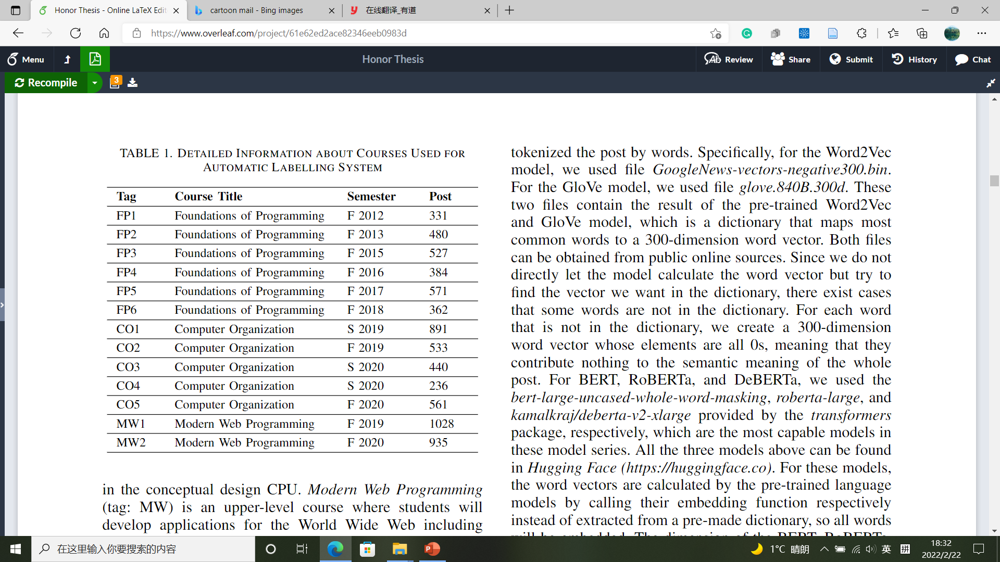 Honor Thesis - Online LaTeX Edit
cartoon mail - Bing images
在线翻译_有道
https://www.overleaf.com/project/61e62ed2ace82346eeb0983d
Menu
Honor Thesis
Review
Share
Submit
History
Chat
Recompile
3
TABLE 1. DETAILED INFORMATION ABOUT COURSES USED FOR
AUTOMATIC LABELLING SYSTEM
Tag Course Title Semester Post
FP1 Foundations of Programming F 2012 331
FP2 Foundations of Programming F 2013 480
FP3 Foundations of Programming F 2015 527
FP4 Foundations of Programming F 2016 384
FP5 Foundations of Programming F 2017 571
FP6 Foundations of Programming F 2018 362
CO1 Computer Organization S 2019 891
CO2 Computer Organization F 2019 533
CO3 Computer Organization S 2020 440
CO4 Computer Organization S 2020 236
CO5 Computer Organization F 2020 561
MW1 Modern Web Programming F 2019 1028
MW2 Modern Web Programming F 2020 935
in the conceptual design CPU. Modern Web Programming
(tag: MW) is an upper-level course where students will
develop applications for the World Wide Web including
tokenized the post by words. Specifically, for the Word2Vec
model, we used file GoogleNews-vectors-negative300.bin.
For the GloVe model, we used file glove.840B.300d. These
two files contain the result of the pre-trained Word2Vec
and GloVe model, which is a dictionary that maps most
common words to a 300-dimension word vector. Both files
can be obtained from public online sources. Since we do not
directly let the model calculate the word vector but try to
find the vector we want in the dictionary, there exist cases
that some words are not in the dictionary. For each word
that is not in the dictionary, we create a 300-dimension
word vector whose elements are all 0s, meaning that they
contribute nothing to the semantic meaning of the whole
post. For BERT, RoBERTa, and DeBERTa, we used the
bert-large-uncased-whole-word-masking, roberta-large, and
kamalkraj/deberta-v2-xlarge provided by the transformers
package, respectively, which are the most capable models in
these model series. All the three models above can be found
in Hugging Face (https://huggingface.co). For these models,
the word vectors are calculated by the pre-trained language
models by calling their embedding function respectively
instead of extracted from a pre-made dictionary, so all words
will be embedded. The dimension of the BERT, RoBERTa,
在这里输入你要搜索的内容
1°C 晴朗
英
拼
18:32
2022/2/22